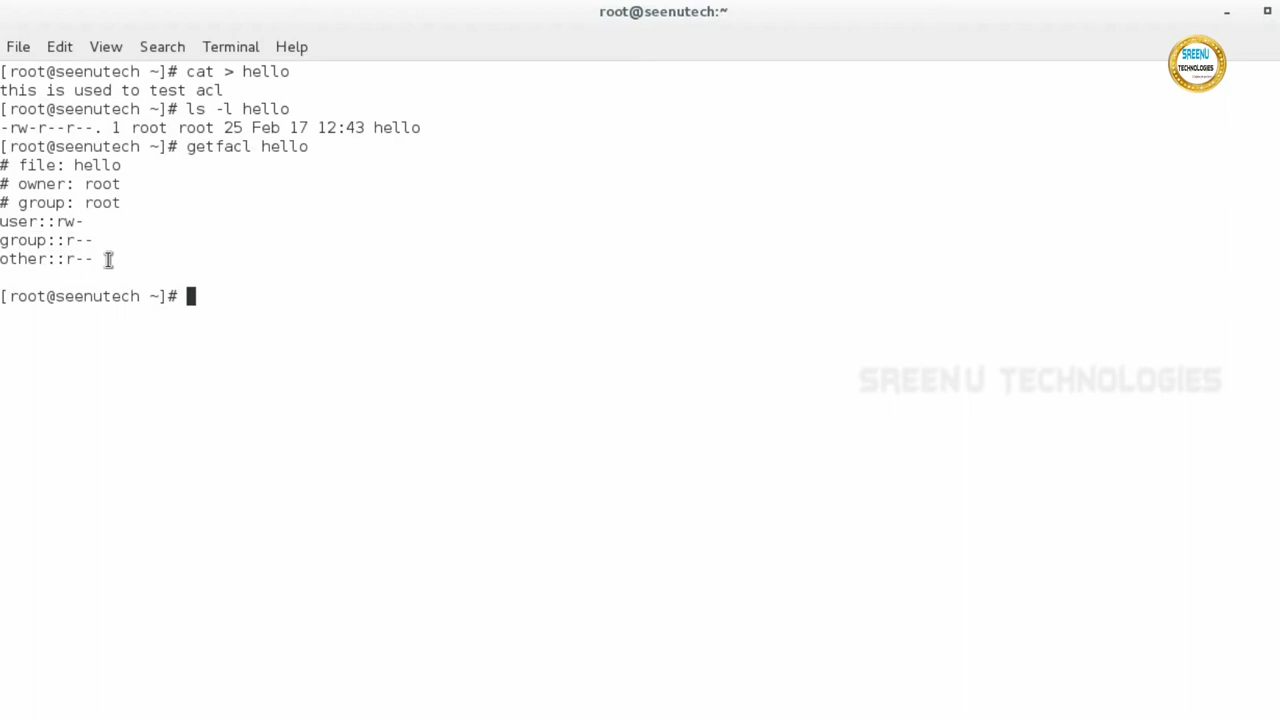 root@seenutech:~
File Edit View Search Terminal Help
SREENU
TECHNOLOGIES
[root@seenutech ~]# cat > hello
this is used to test acl
[root@seenutech ~]# ls -l hello
-rw-r--r--. 1 root root 25 Feb 17 12:43 hello
[root@seenutech ~]# getfacl hello
# file: hello
# owner: root
# group: root
user::rw-
group::r--
other::r--
[root@seenutech ~]#
SREENU TECHNOLOGIES